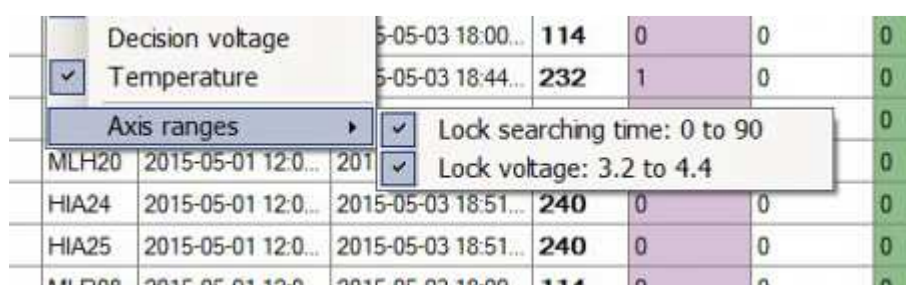 Decision voltage 5-05-03 18:00... 114 0 0 0
Temperature 5-05-03 18:44... 232 1 0 0
Axis ranges 0
Lock searching time: 0 to 90
Lock voltage: 3.2 to 4.4
MLH20 2015-05-01 12:0... 201 0
HIA24 2015-05-01 12:0... 2015-05-03 18:51... 240 0 0 0
HIA25 2015-05-01 12:0... 2015-05-03 18:51... 240 0 0 0